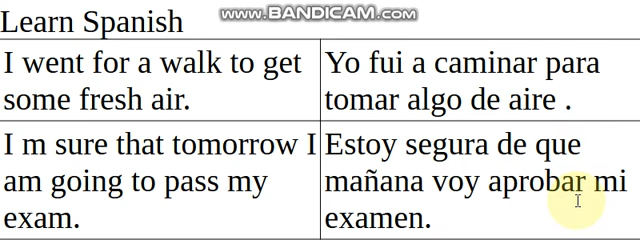 www.BANDICAM.com
Learn Spanish
I went for a walk to get
some fresh air.
Yo fui a caminar para
tomar algo de aire .
I m sure that tomorrow I
am going to pass my
exam.
Estoy segura de que
mañana voy aprobar mi
examen.